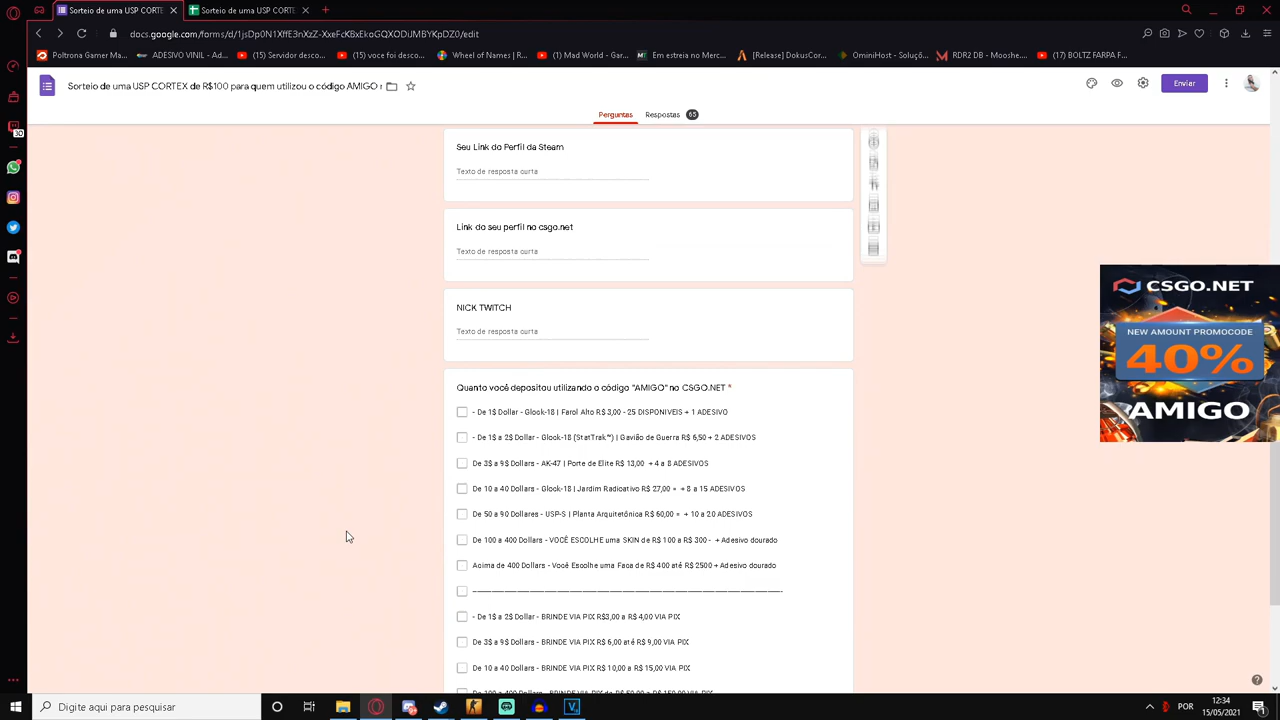 Sorteio de uma USP CORTEX
Sorteio de uma USP CORTEX
docs.google.com/forms/d/1jsDp0N1XffE3nXzZ-XxeFcKBxEkoGQXODiJMBYKpDZ0/edit
Poltrona Gamer Ma...
ADESIVO VINIL - Ad...
(15) Servidor desco...
(15) voce foi desco...
Wheel of Names | R...
(1) Mad World - Gar...
Em estreia no Merc...
[Release] DokusCor...
OminiHost - Soluçõ...
RDR2 DB - Mooshe...
(17) BOLTZ FARPA F...
Sorteio de uma USP CORTEX de R$100 para quem utilizou o código AMIGO
Enviar
Perguntas
Respostas 65
Seu Link do Perfil da Steam
Texto de resposta curta
Link do seu perfil no csgo.net
Texto de resposta curta
NICK TWITCH
Texto de resposta curta
Quanto você depositou utilizando o código "AMIGO" no CSGO.NET *
- De 1$ Dollar - Glock-18 | Farol Alto R$ 3,00 - 25 DISPONIVEIS + 1 ADESIVO
- De 1$ a 2$ Dollar - Glock-18 (StatTrak™) | Gavião de Guerra R$ 6,50 + 2 ADESIVOS
De 3$ a 9$ Dollars - AK-47 | Porte de Elite R$ 13,00 + 4 a 8 ADESIVOS
De 10 a 40 Dollars - Glock-18 | Jardim Radioativo R$ 27,00 = + 8 a 15 ADESIVOS
De 50 a 90 Dollares - USP-S | Planta Arquitetônica R$ 60,00 = + 10 a 20 ADESIVOS
De 100 a 400 Dollars - VOCÊ ESCOLHE uma SKIN de R$ 100 a R$ 300 - + Adesivo dourado
Acima de 400 Dollars - Você Escolhe uma Faca de R$ 400 até R$ 2500 + Adesivo dourado
- De 1$ a 2$ Dollar - BRINDE VIA PIX R$3,00 a R$ 4,00 VIA PIX
De 3$ a 9$ Dollars - BRINDE VIA PIX R$ 6,00 até R$ 9,00 VIA PIX
De 10 a 40 Dollars - BRINDE VIA PIX R$ 10,00 a R$ 15,00 VIA PIX
CSGO.NET
NEW AMOUNT PROMOCODE
40%
AMIGO
30
Digite aqui para pesquisar
POR
12:34
15/05/2021